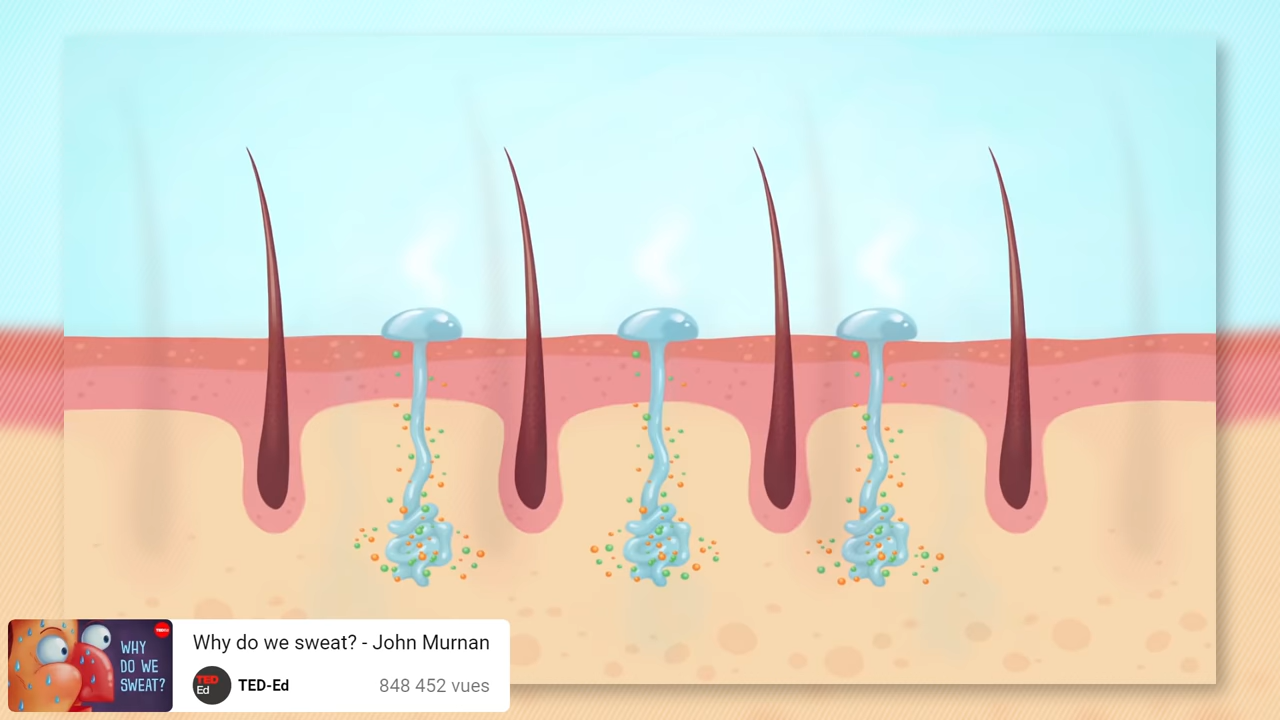 WHY
DO WE
SWEAT?
Why do we sweat? - John Murnan
TED
Ed
TED-Ed
848 452 vues